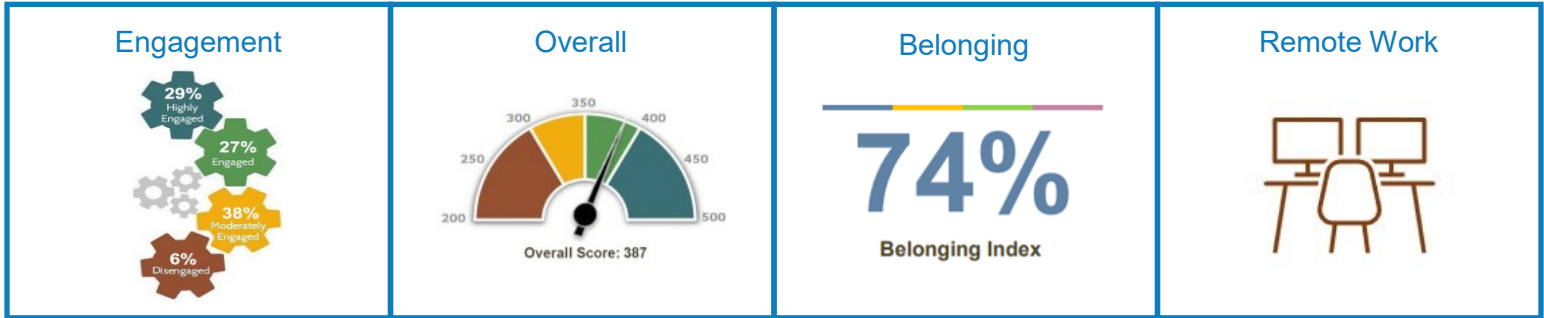 Engagement
29%
Highly
Engaged
27%
Engaged
38%
Moderately
Engaged
6%
Disengaged
Overall
200
250
300
350
400
450
500
Overall Score: 387
Belonging
74%
Belonging Index
Remote Work